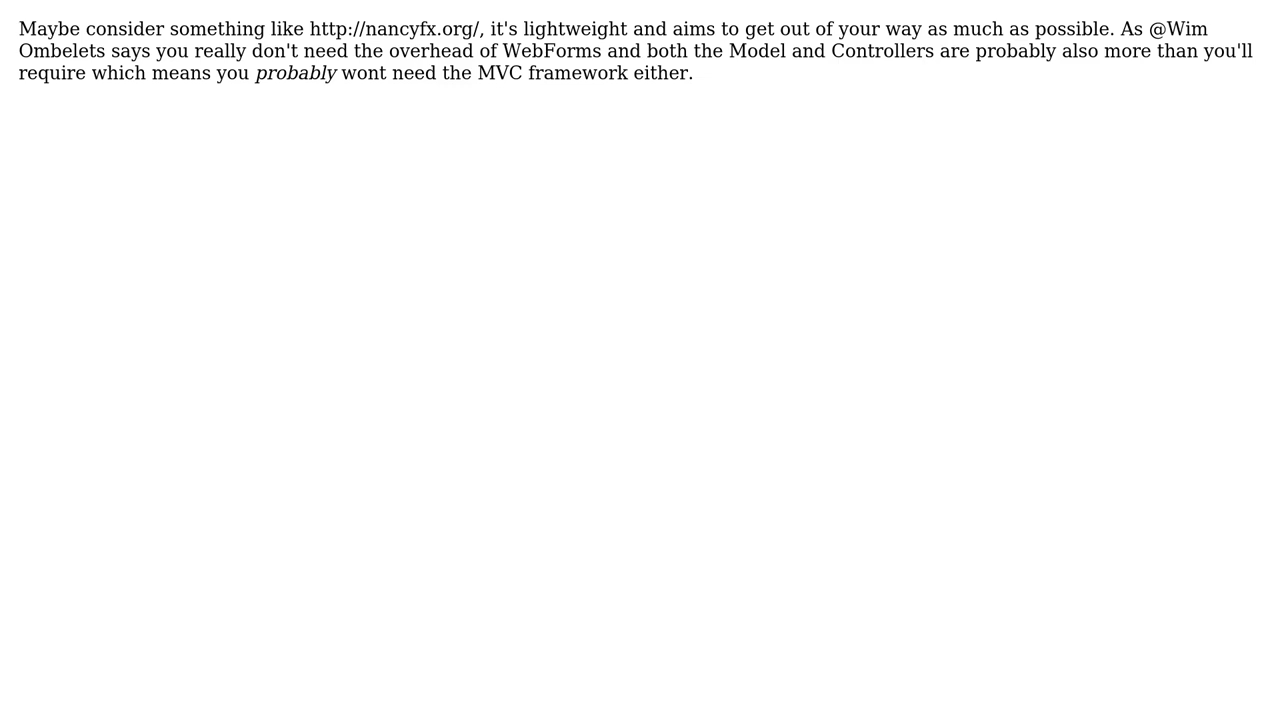 Maybe consider something like http://nancyfx.org/, it's lightweight and aims to get out of your way as much as possible. As @Wim
Ombelets says you really don't need the overhead of WebForms and both the Model and Controllers are probably also more than you'll
require which means you probably wont need the MVC framework either.